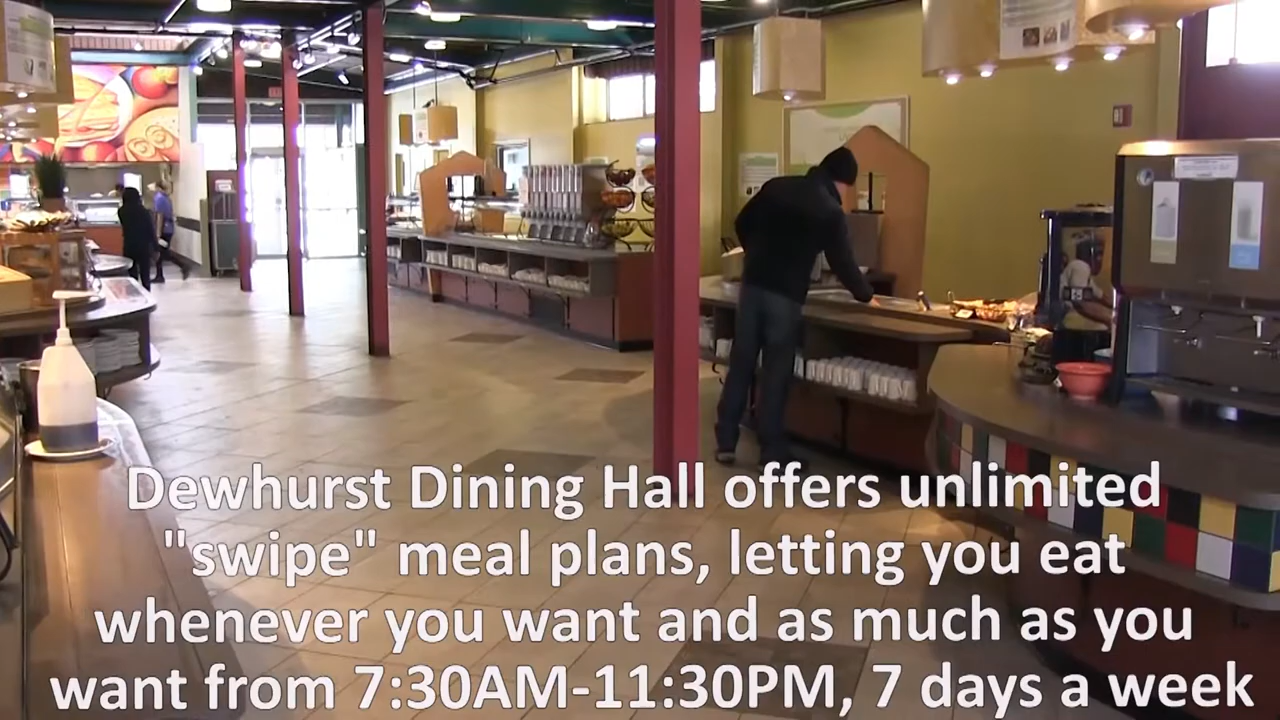 Dewhurst Dining Hall offers unlimited
"swipe" meal plans, letting you eat
whenever you want and as much as you
want from 7:30AM-11:30PM, 7 days a week